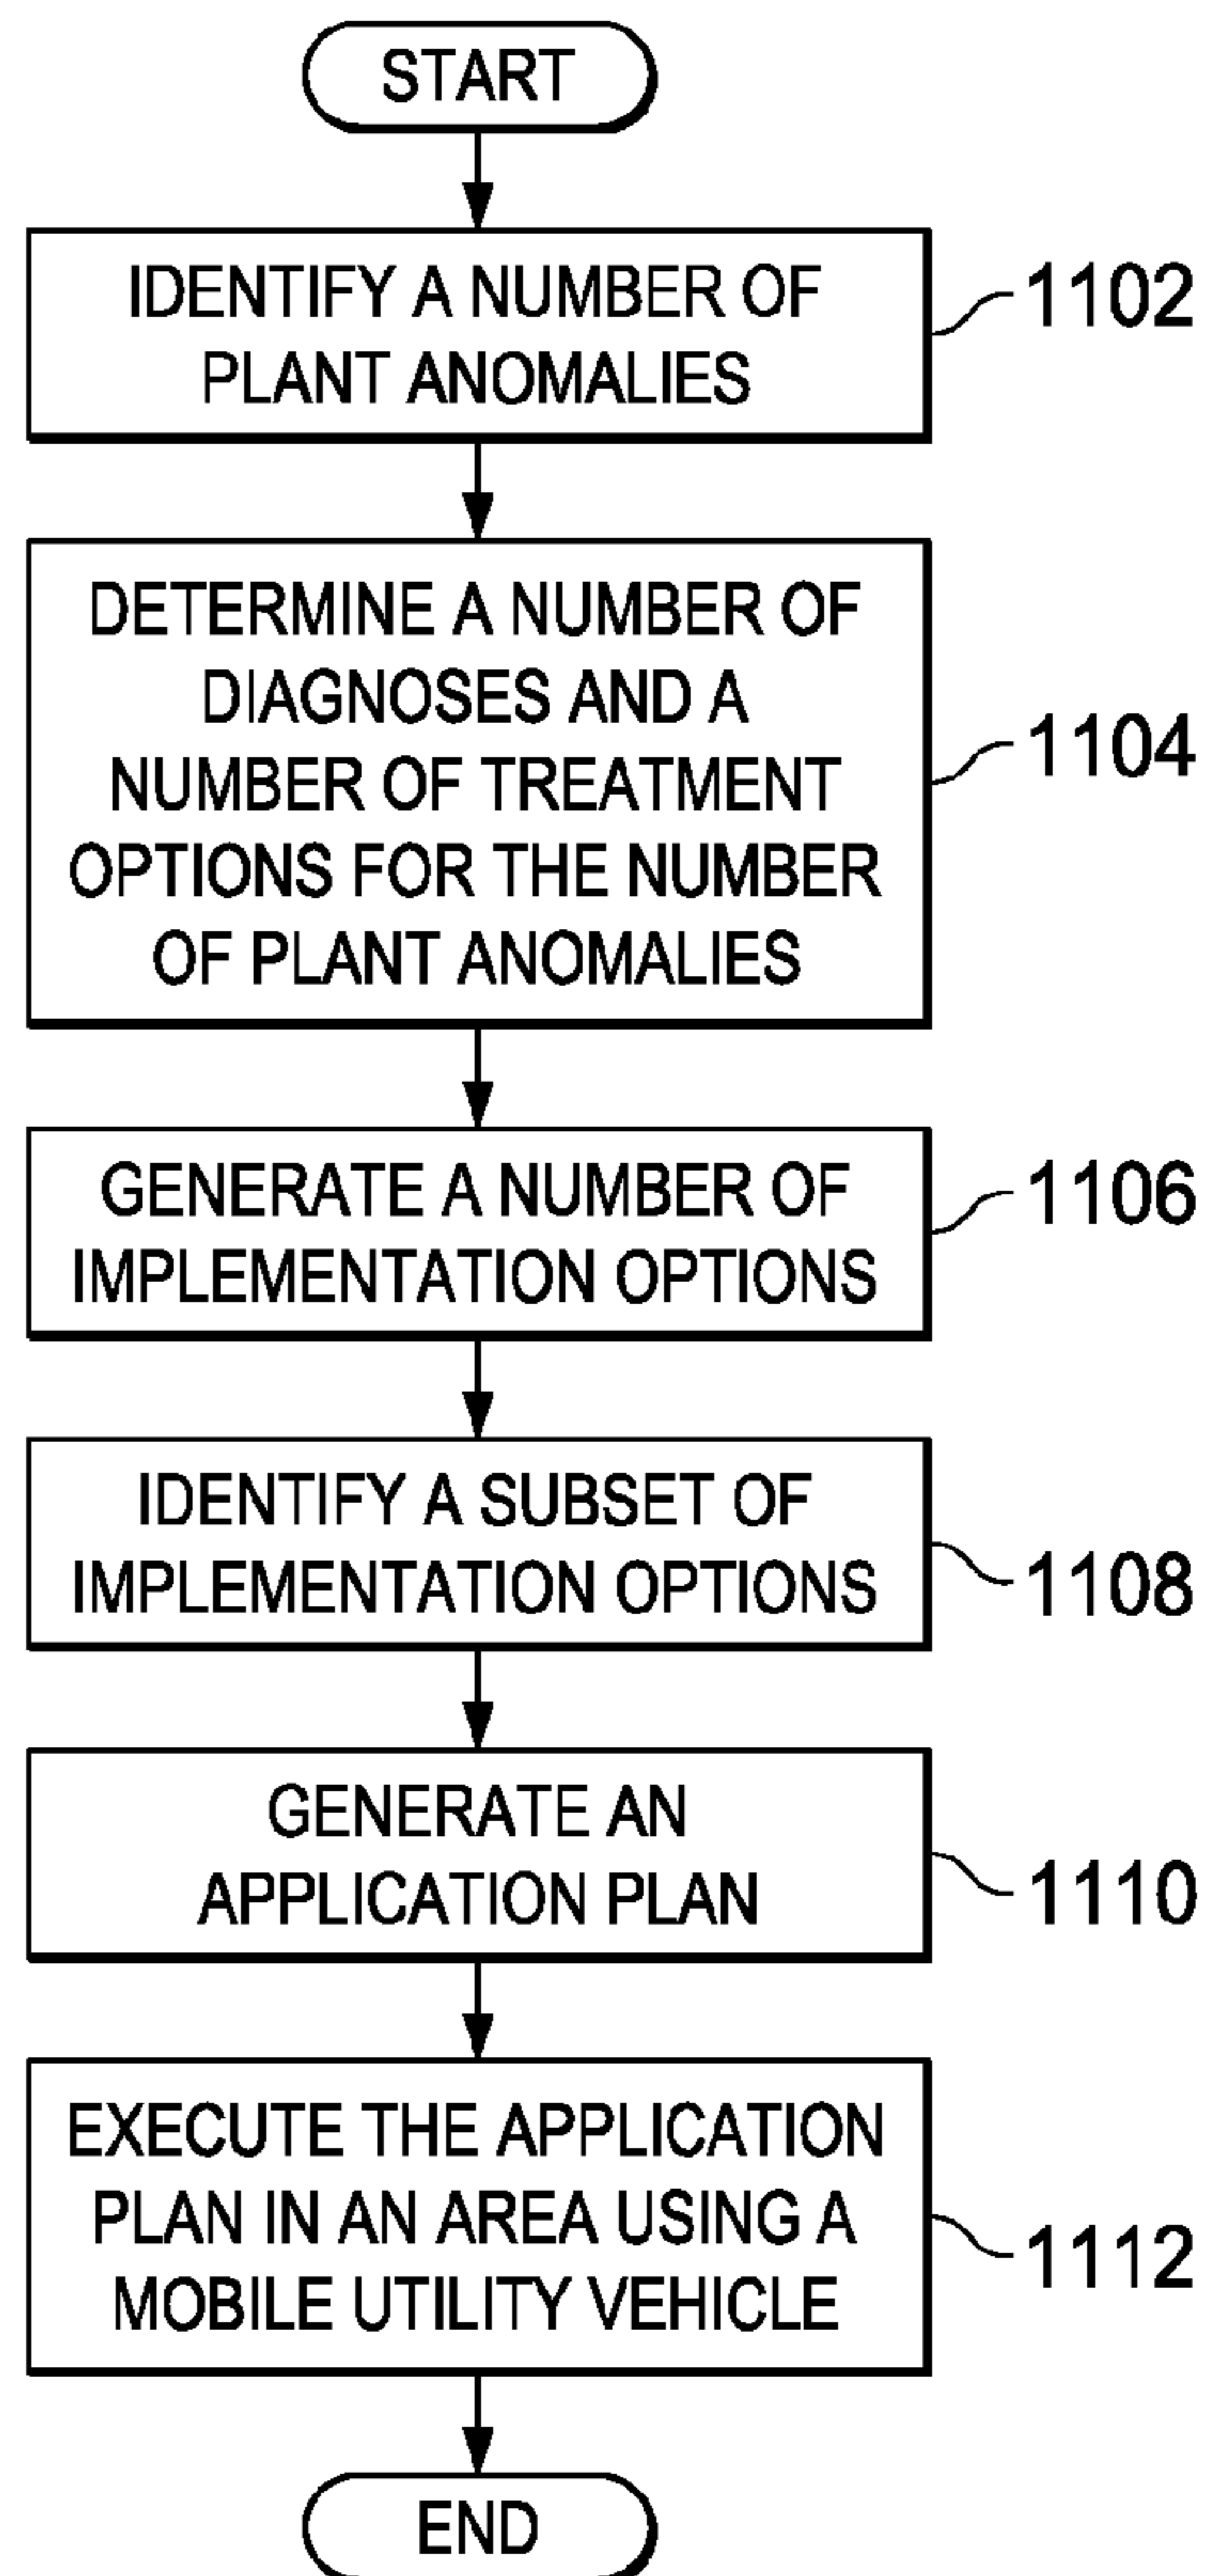 START
IDENTIFY A NUMBER OF
PLANT ANOMALIES
1102
DETERMINE A NUMBER OF
DIAGNOSES AND A
NUMBER OF TREATMENT
OPTIONS FOR THE NUMBER
OF PLANT ANOMALIES
1104
GENERATE A NUMBER OF
IMPLEMENTATION OPTIONS
1106
IDENTIFY A SUBSET OF
IMPLEMENTATION OPTIONS
1108
GENERATE AN
APPLICATION PLAN
1110
EXECUTE THE APPLICATION
PLAN IN AN AREA USING A
MOBILE UTILITY VEHICLE
1112
END